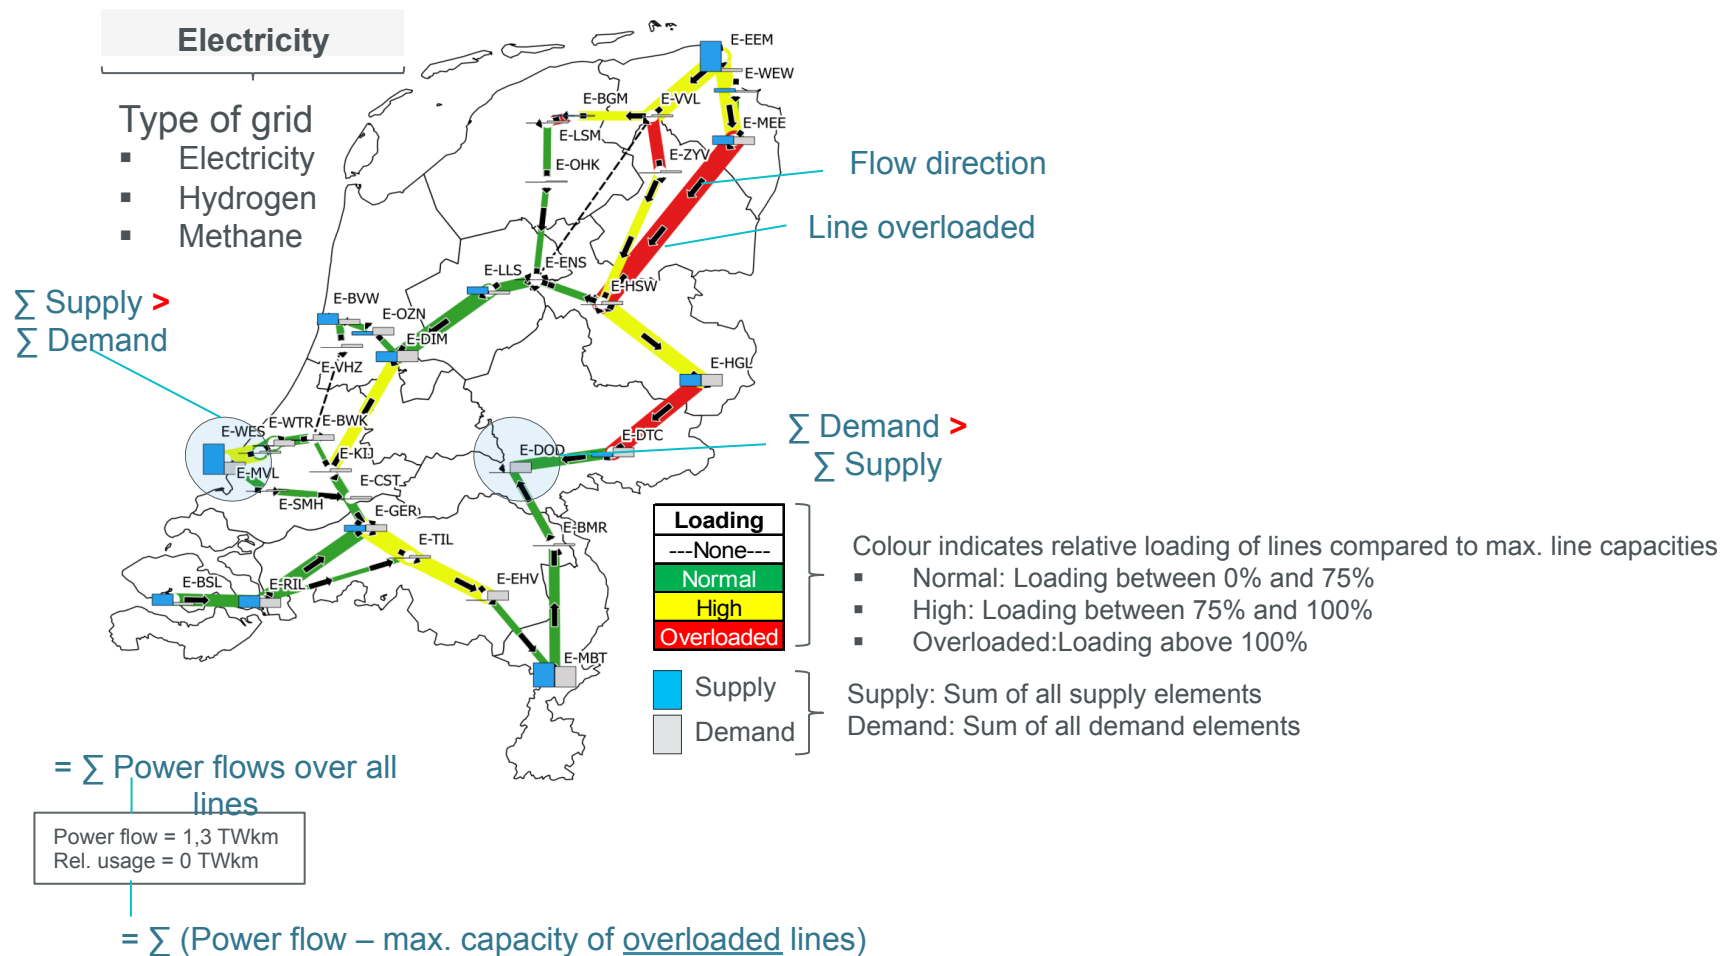 Electricity
Type of grid
▪ Electricity
▪ Hydrogen
▪ Methane
∑ Supply >
∑ Demand
E-EEM
E-WEW
E-BGM
E-VVL
E-MEE
E-LSM
E-ZYV
E-OHK
Flow direction
Line overloaded
E-LLS
E-ENS
E-HSW
E-BVW
E-OZN
E-DIM
E-VHZ
E-HGL
E-WES
E-WTR
E-BWK
E-DTC
E-DOD
E-KIJ
E-MVL
E-CST
E-SMH
E-GER
E-TIL
E-BMR
E-EHV
E-BSL
E-RIL
E-MBT
∑ Demand >
∑ Supply
Loading
---None---
Normal
High
Overloaded
Colour indicates relative loading of lines compared to max. line capacities
▪ Normal: Loading between 0% and 75%
▪ High: Loading between 75% and 100%
▪ Overloaded:Loading above 100%
Supply
Demand
Supply: Sum of all supply elements
Demand: Sum of all demand elements
= ∑ Power flows over all
lines
Power flow = 1,3 TWkm
Rel. usage = 0 TWkm
= ∑ (Power flow – max. capacity of overloaded lines)